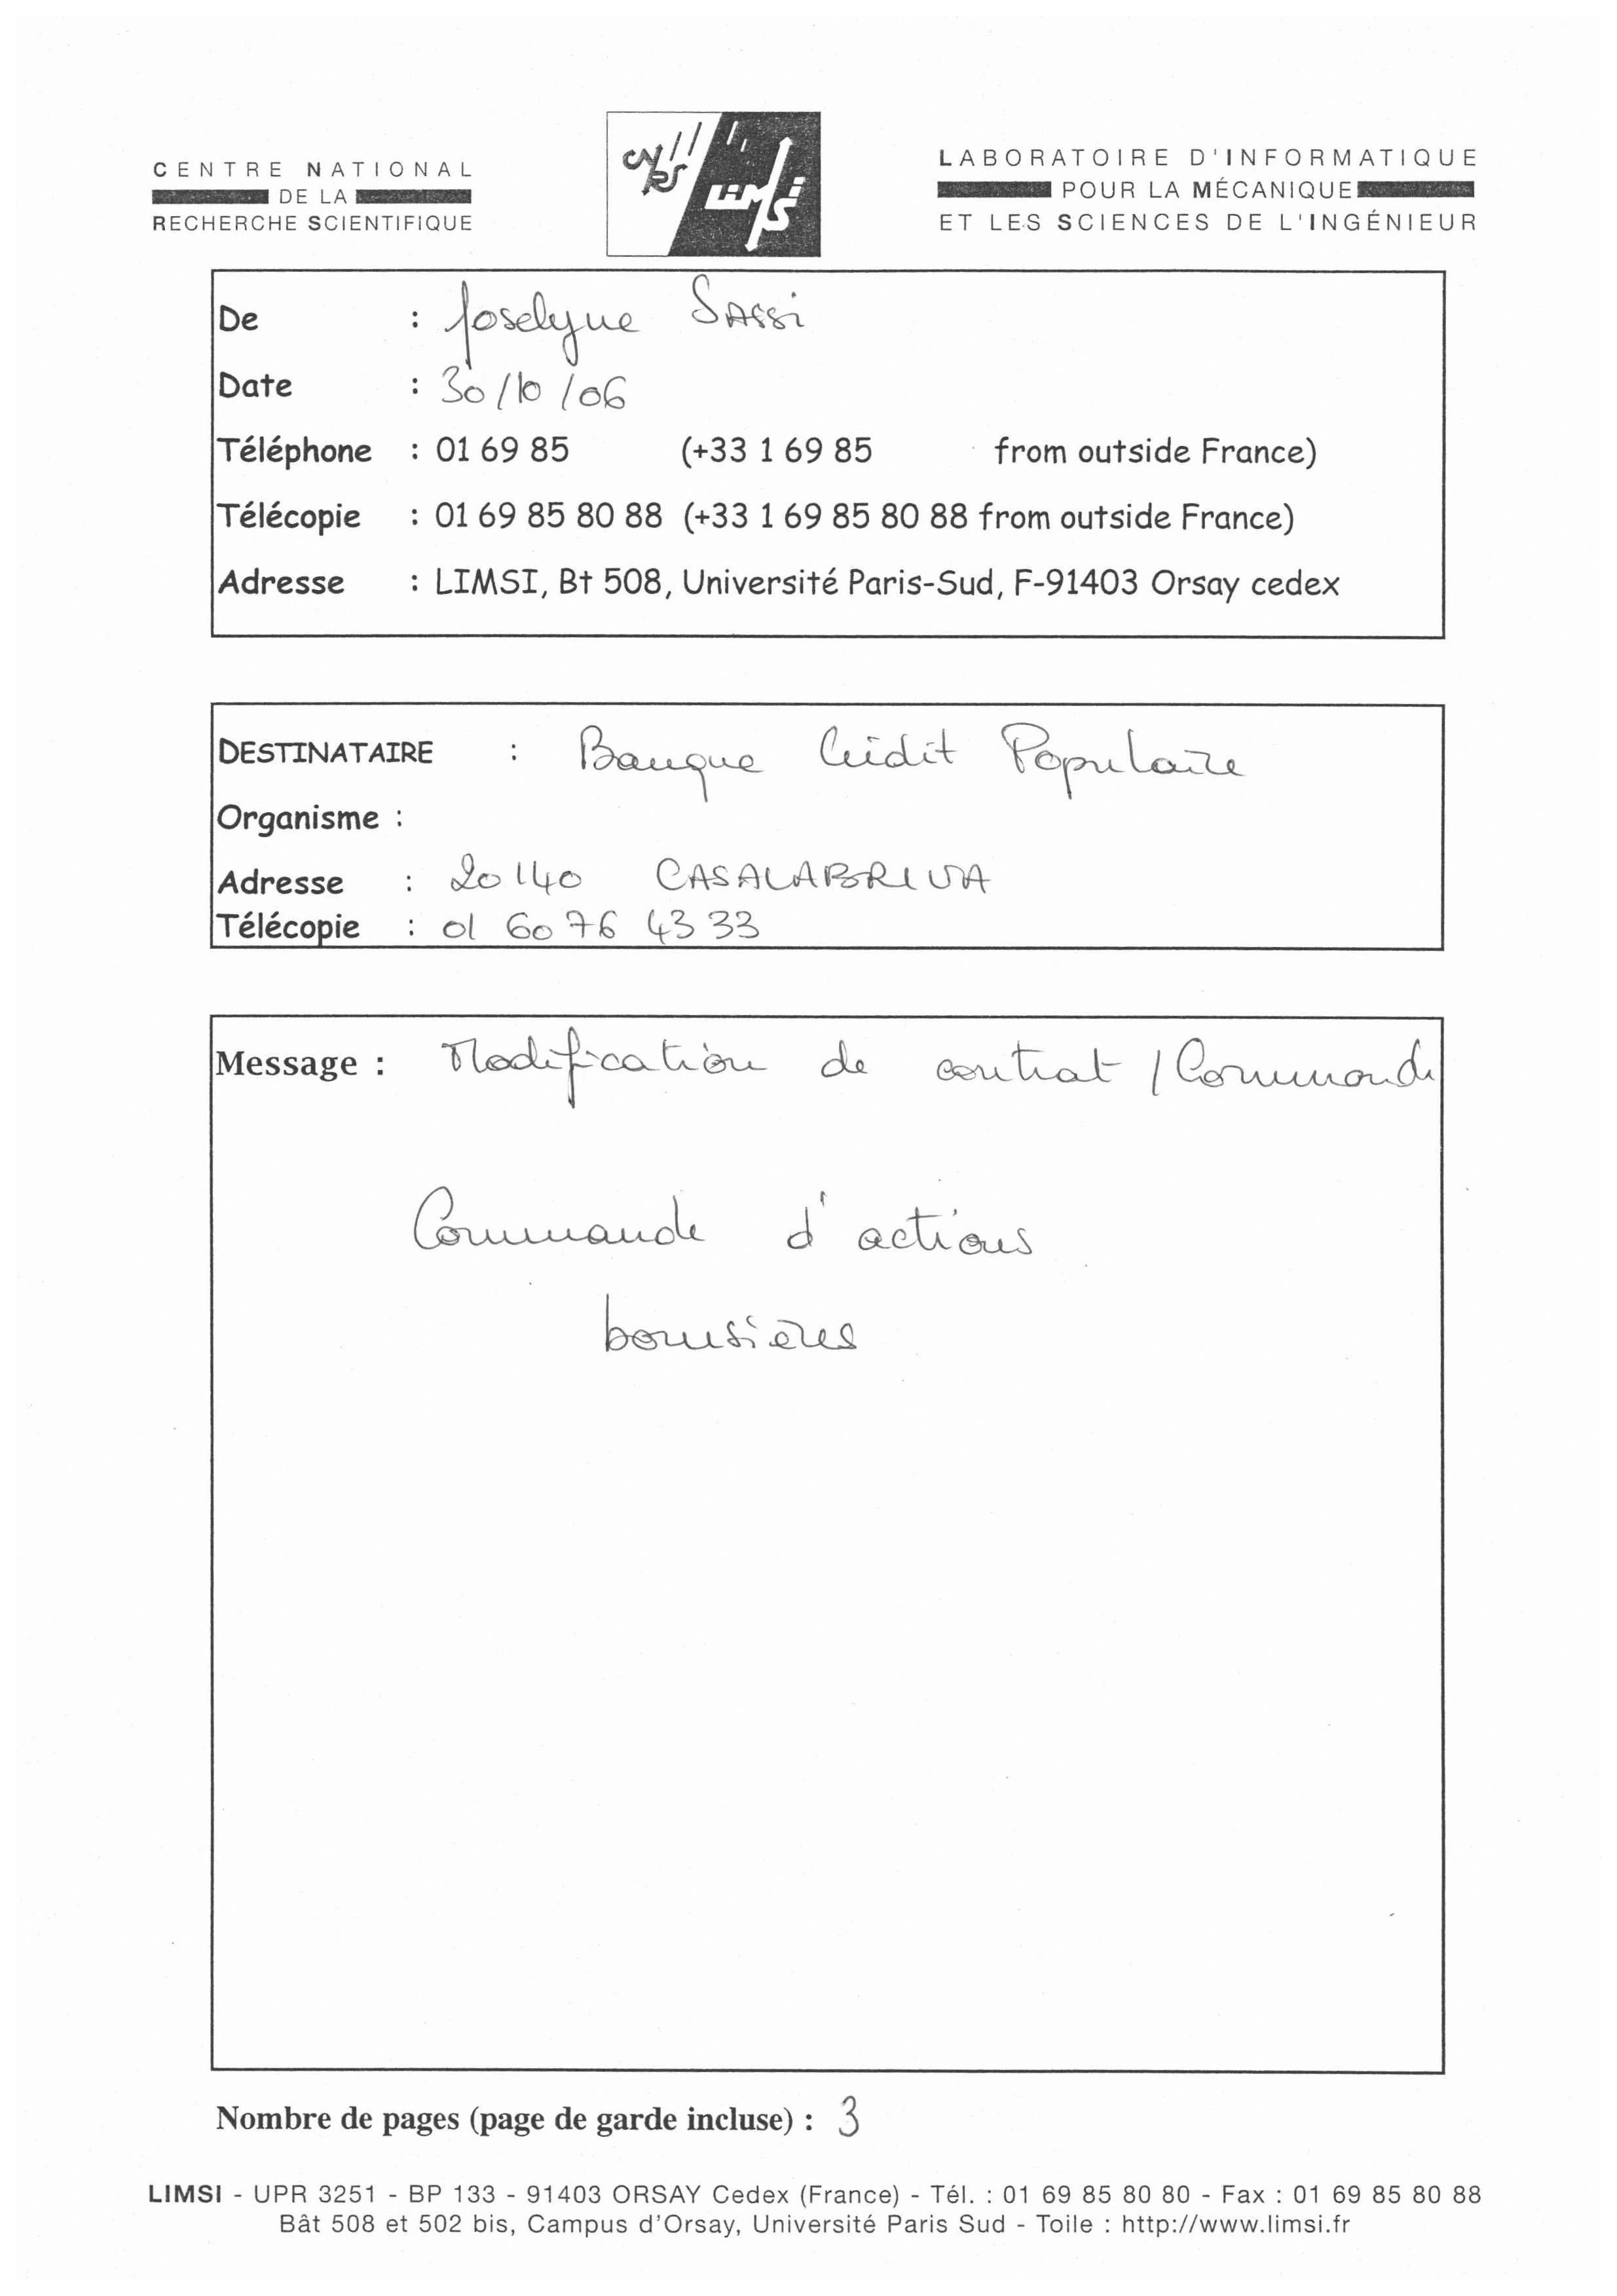 CENTRE NATIONAL
DE LA
RECHERCHE SCIENTIFIQUE
CNRS
LIMSI
LABORATOIRE D'INFORMATIQUE
POUR LA MÉCANIQUE
ET LES SCIENCES DE L'INGÉNIEUR
De : Joselyne SASSi
Date : 30/10/06
Téléphone : 01 69 85 (+33 1 69 85 from outside France)
Télécopie : 01 69 85 80 88 (+33 1 69 85 80 88 from outside France)
Adresse : LIMSI, Bt 508, Université Paris-Sud, F-91403 Orsay cedex
DESTINATAIRE : Banque Crédit Populaire
Organisme :
Adresse : 20140 CASALABRIVA
Télécopie : 01 60 76 43 33
Message : Modification de contrat / Commande
Commande d'actions
boursières
Nombre de pages (page de garde incluse) : 3
LIMSI - UPR 3251 - BP 133 - 91403 ORSAY Cedex (France) - Tél. : 01 69 85 80 80 - Fax : 01 69 85 80 88
Bât 508 et 502 bis, Campus d'Orsay, Université Paris Sud - Toile : http://www.limsi.fr